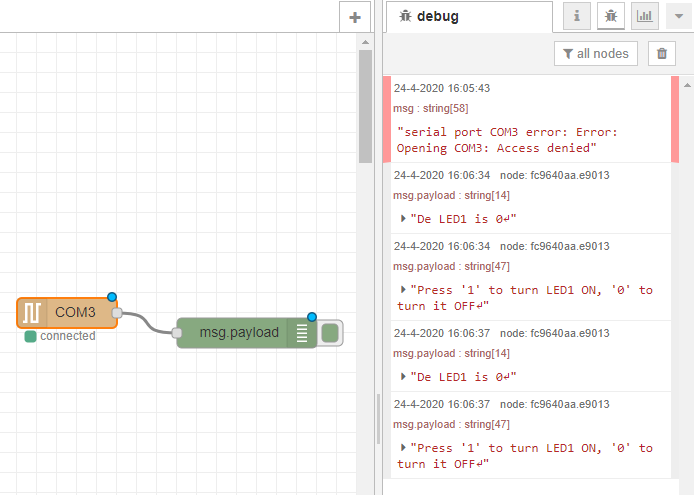 +
debug
i
all nodes
24-4-2020 16:05:43
msg : string[58]
"serial port COM3 error: Error:
Opening COM3: Access denied"
24-4-2020 16:06:34 node: fc9640aa.e9013
msg.payload : string[14]
"De LED1 is 0↵"
24-4-2020 16:06:34 node: fc9640aa.e9013
msg.payload : string[47]
"Press '1' to turn LED1 ON, '0' to
turn it OFF↵"
24-4-2020 16:06:37 node: fc9640aa.e9013
msg.payload : string[14]
"De LED1 is 0↵"
24-4-2020 16:06:37 node: fc9640aa.e9013
msg.payload : string[47]
"Press '1' to turn LED1 ON, '0' to
turn it OFF↵"
COM3
connected
msg.payload